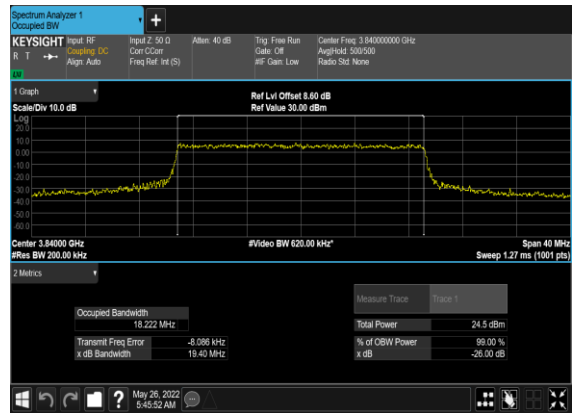 Spectrum Analyzer 1
Occupied BW
+
KEYSIGHT Input: RF Input Z: 50 Ω Atten: 40 dB Trig: Free Run Center Freq: 3.840000000 GHz
R T Coupling: DC Corr CCorr Gate: Off Avg|Hold: 500/500
Align: Auto Freq Ref: Int (S) #IF Gain: Low Radio Std: None
1 Graph
Ref Lvl Offset 8.60 dB
Scale/Div 10.0 dB Ref Value 30.00 dBm
Log
20.0
10.0
0.00
-10.0
-20.0
-30.0
-40.0
-50.0
-60.0
Center 3.84000 GHz #Video BW 620.00 kHz* Span 40 MHz
#Res BW 200.00 kHz Sweep 1.27 ms (1001 pts)
2 Metrics
Measure Trace Trace 1
Occupied Bandwidth
18.222 MHz Total Power 24.5 dBm
Transmit Freq Error -8.086 kHz % of OBW Power 99.00 %
x dB Bandwidth 19.40 MHz x dB -26.00 dB
? May 26, 2022
5:45:52 AM